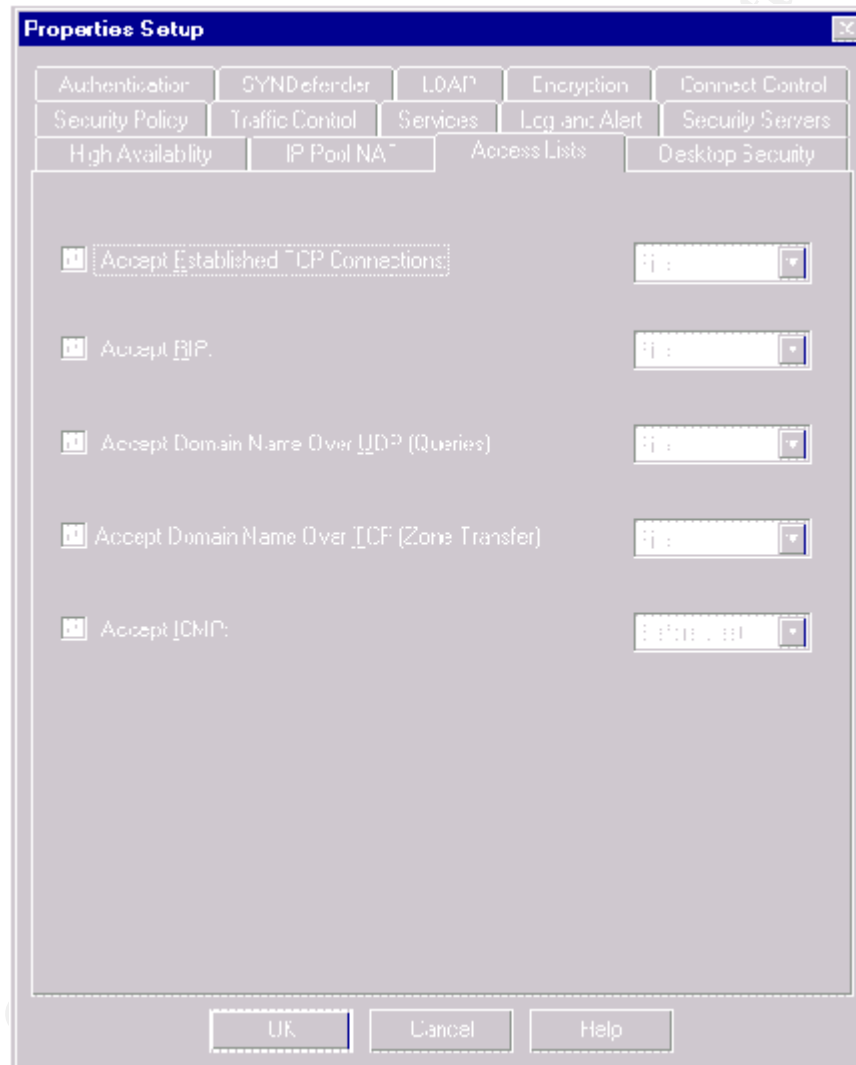 Properties Setup
Authentication SYNDefender LDAP Encryption Connect Control
Security Policy Traffic Control Services Log and Alert Security Servers
High Availablity IP Pool NAT Access Lists Desktop Security
Accept Established TCP Connections:
Accept RIP:
Accept Domain Name Over UDP (Queries)
Accept Domain Name Over TCP (Zone Transfer)
Accept ICMP:
OK Cancel Help